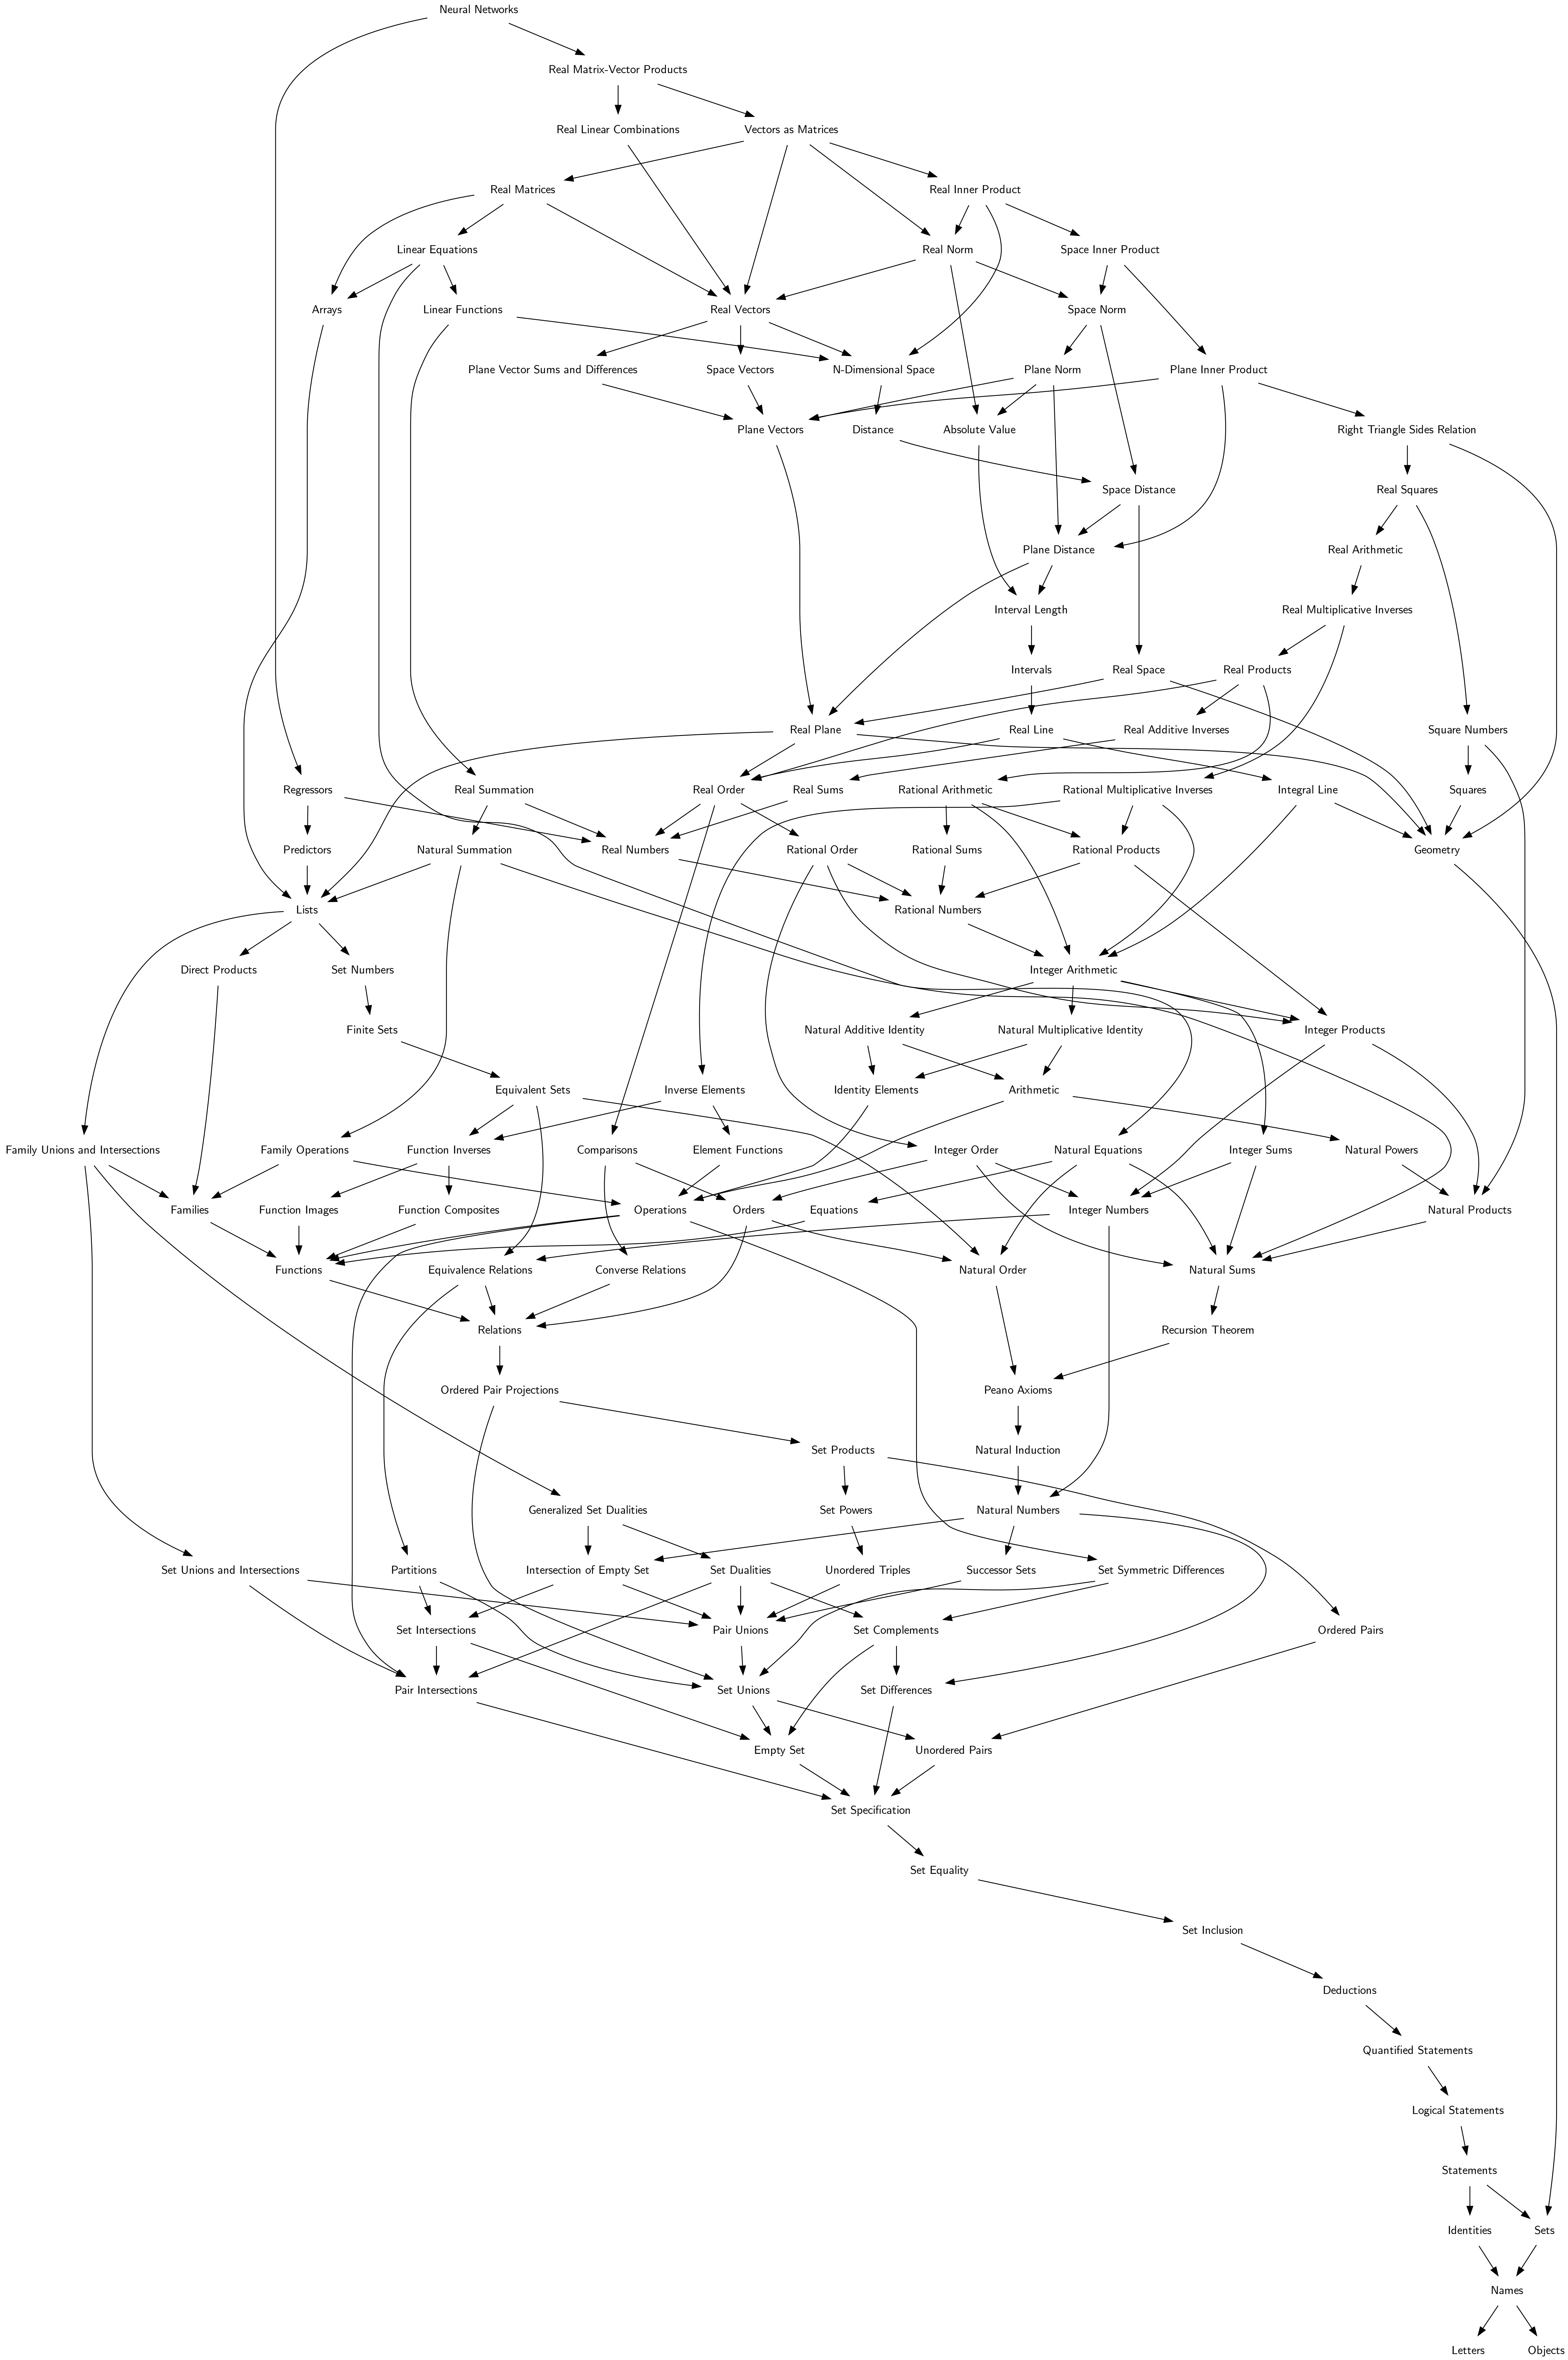 Neural Networks
Real Matrix-Vector Products
Real Linear Combinations
Vectors as Matrices
Real Matrices
Real Inner Product
Linear Equations
Real Norm
Space Inner Product
Arrays
Linear Functions
Real Vectors
Space Norm
Plane Vector Sums and Differences
Space Vectors
N-Dimensional Space
Plane Norm
Plane Inner Product
Plane Vectors
Distance
Absolute Value
Right Triangle Sides Relation
Space Distance
Real Squares
Plane Distance
Real Arithmetic
Interval Length
Real Multiplicative Inverses
Intervals
Real Space
Real Products
Real Plane
Real Line
Real Additive Inverses
Square Numbers
Regressors
Real Summation
Real Order
Real Sums
Rational Arithmetic
Rational Multiplicative Inverses
Integral Line
Squares
Predictors
Natural Summation
Real Numbers
Rational Order
Rational Sums
Rational Products
Geometry
Lists
Rational Numbers
Direct Products
Set Numbers
Integer Arithmetic
Finite Sets
Natural Additive Identity
Natural Multiplicative Identity
Integer Products
Equivalent Sets
Inverse Elements
Identity Elements
Arithmetic
Family Unions and Intersections
Family Operations
Function Inverses
Comparisons
Element Functions
Integer Order
Natural Equations
Integer Sums
Natural Powers
Families
Function Images
Function Composites
Operations
Orders
Equations
Integer Numbers
Natural Products
Functions
Equivalence Relations
Converse Relations
Natural Order
Natural Sums
Relations
Recursion Theorem
Ordered Pair Projections
Peano Axioms
Set Products
Natural Induction
Generalized Set Dualities
Set Powers
Natural Numbers
Set Unions and Intersections
Partitions
Intersection of Empty Set
Set Dualities
Unordered Triples
Successor Sets
Set Symmetric Differences
Set Intersections
Pair Unions
Set Complements
Ordered Pairs
Pair Intersections
Set Unions
Set Differences
Empty Set
Unordered Pairs
Set Specification
Set Equality
Set Inclusion
Deductions
Quantified Statements
Logical Statements
Statements
Identities
Sets
Names
Letters
Objects